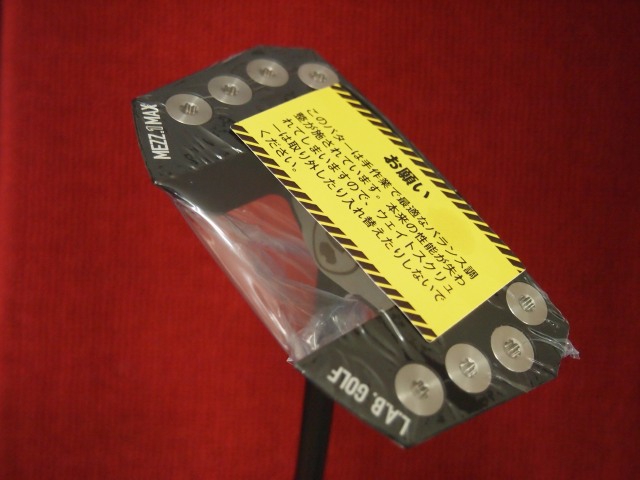 MEZZ.1 MAX
お願い
このパターは手作業で最適なバランス調
整が施されています。本来の性能が失わ
れてしまいますので、ウェイトスクリュ
ーは取り外したり入れ替えたりしないで
ください。
L.A.B. GOLF